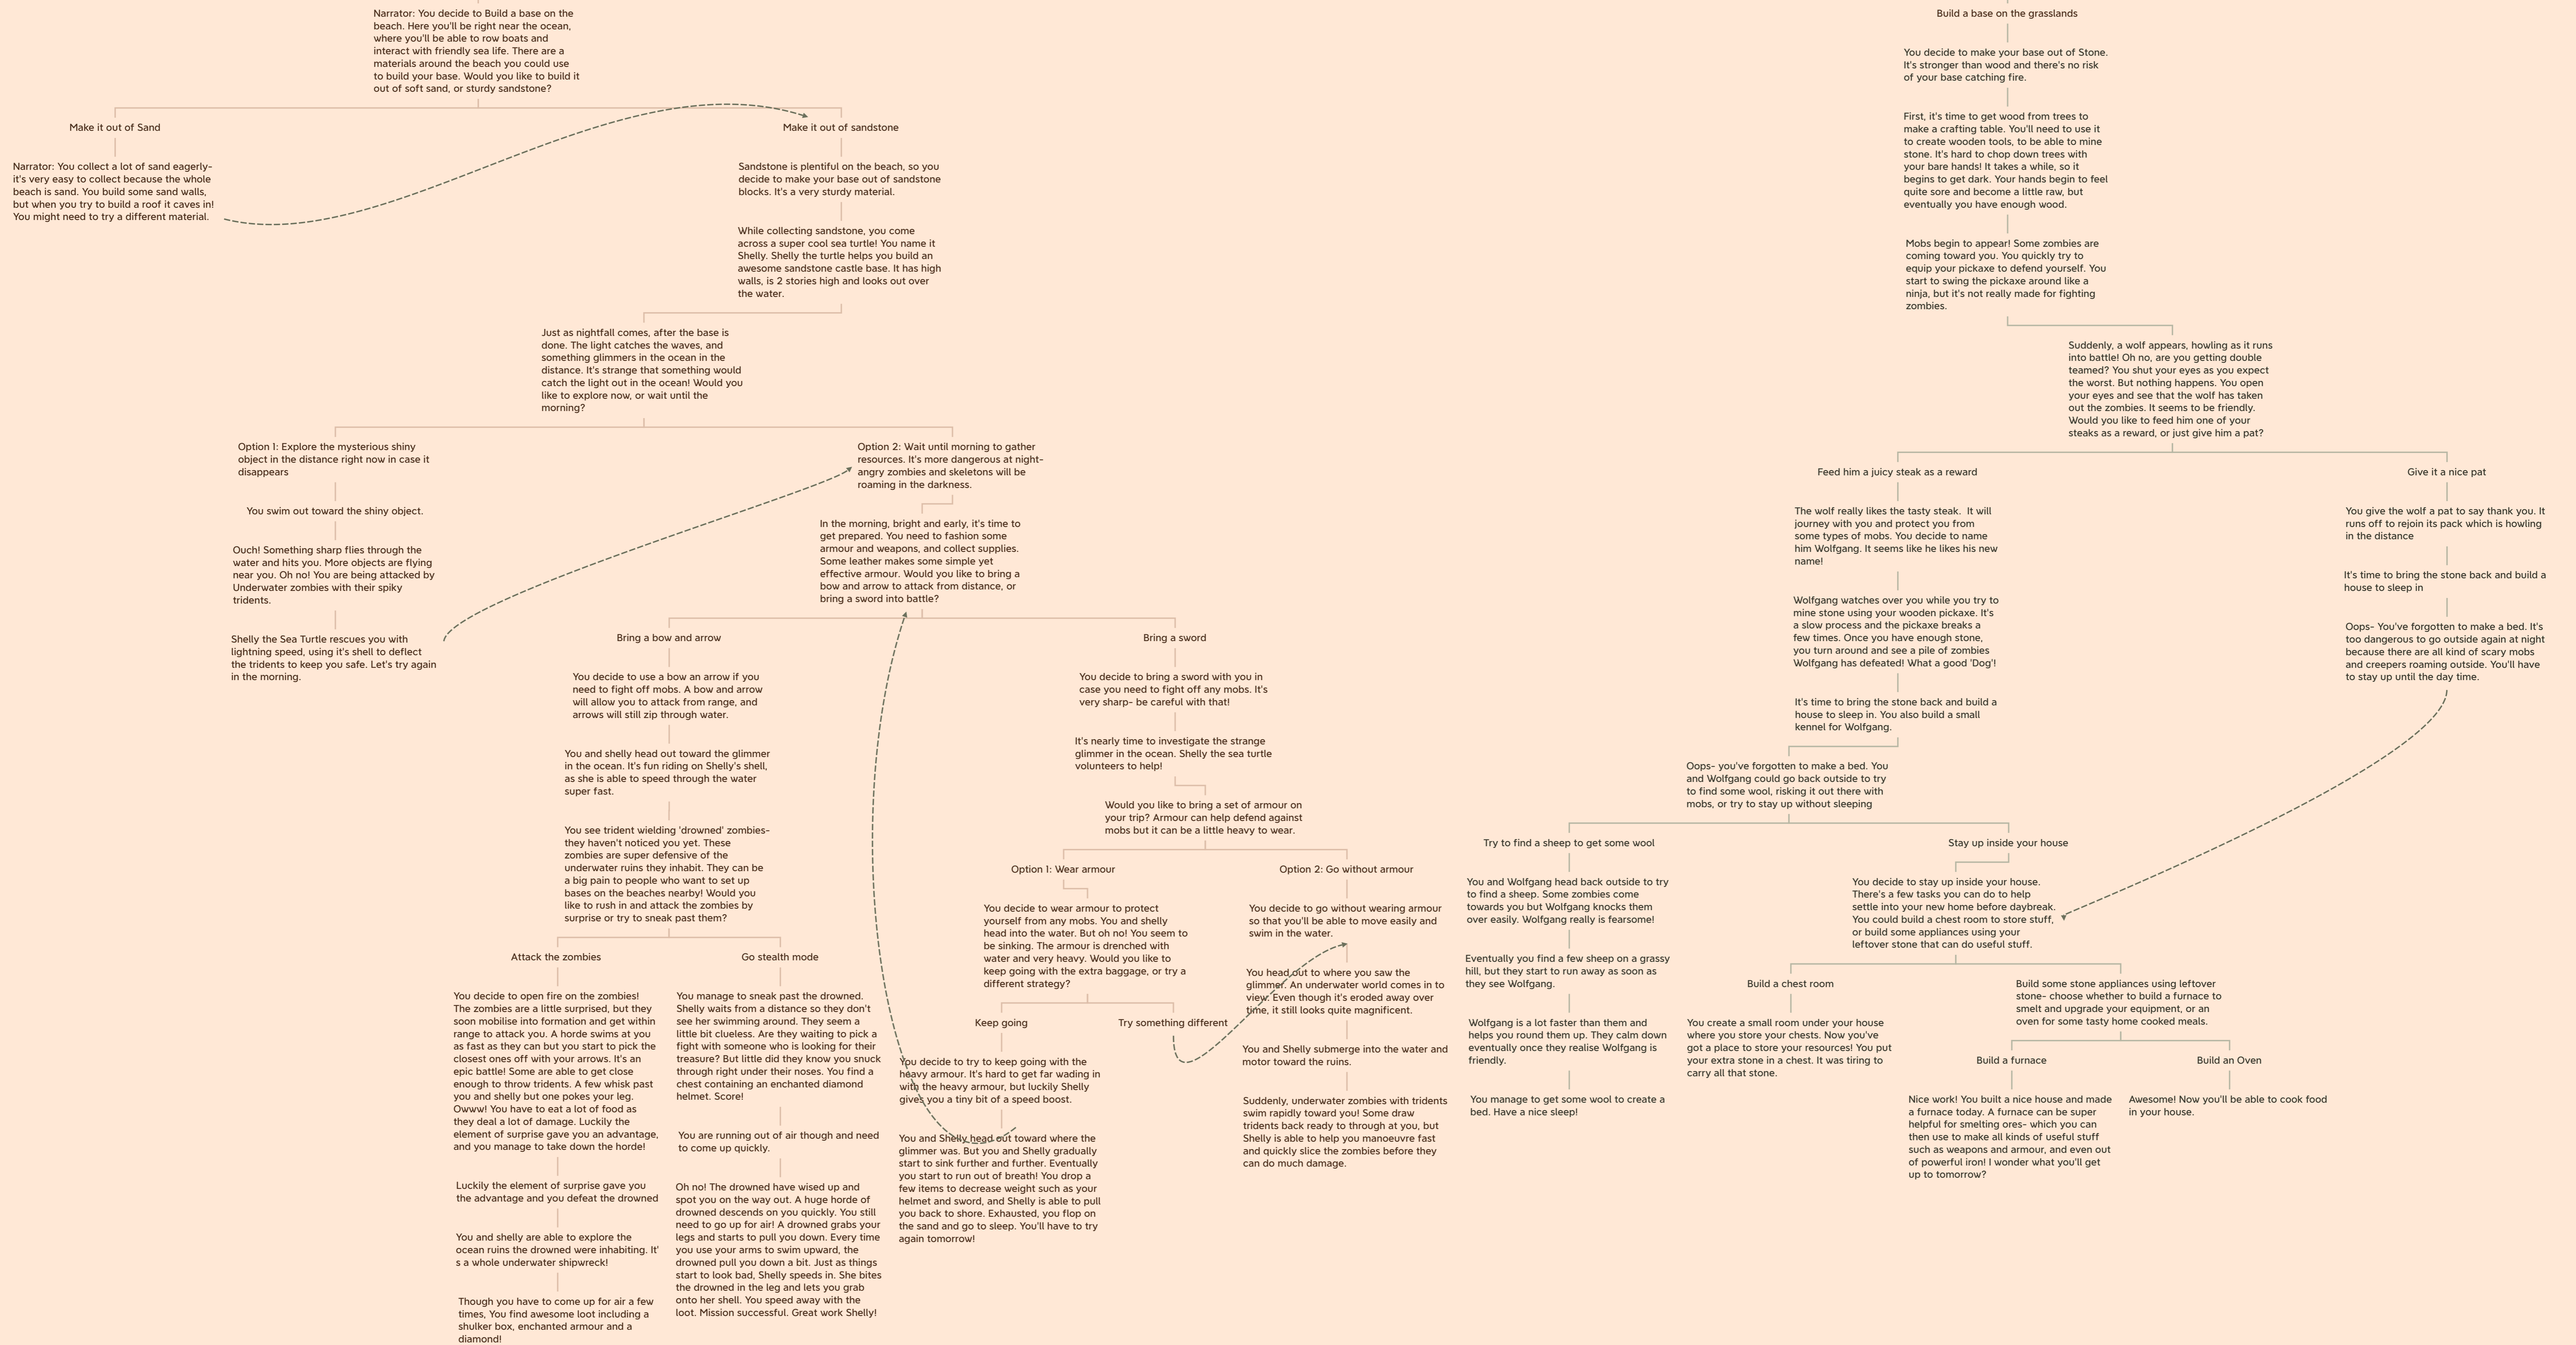 Narrator: You decide to Build a base on the
beach. Here you'll be right near the ocean,
where you'll be able to row boats and
interact with friendly sea life. There are a
materials around the beach you could use
to build your base. Would you like to build it
out of soft sand, or sturdy sandstone?
Make it out of Sand
Narrator: You collect a lot of sand eagerly-
it's very easy to collect because the whole
beach is sand. You build some sand walls,
but when you try to build a roof it caves in!
You might need to try a different material.
Make it out of sandstone
Sandstone is plentiful on the beach, so you
decide to make your base out of sandstone
blocks. It's a very sturdy material.
While collecting sandstone, you come
across a super cool sea turtle! You name it
Shelly. Shelly the turtle helps you build an
awesome sandstone castle base. It has high
walls, is 2 stories high and looks out over
the water.
Just as nightfall comes, after the base is
done. The light catches the waves, and
something glimmers in the ocean in the
distance. It's strange that something would
catch the light out in the ocean! Would you
like to explore now, or wait until the
morning?
Option 1: Explore the mysterious shiny
object in the distance right now in case it
disappears
You swim out toward the shiny object.
Ouch! Something sharp flies through the
water and hits you. More objects are flying
near you. Oh no! You are being attacked by
Underwater zombies with their spiky
tridents.
Shelly the Sea Turtle rescues you with
lightning speed, using it's shell to deflect
the tridents to keep you safe. Let's try again
in the morning.
Option 2: Wait until morning to gather
resources. It's more dangerous at night-
angry zombies and skeletons will be
roaming in the darkness.
In the morning, bright and early, it's time to
get prepared. You need to fashion some
armour and weapons, and collect supplies.
Some leather makes some simple yet
effective armour. Would you like to bring a
bow and arrow to attack from distance, or
bring a sword into battle?
Bring a bow and arrow
You decide to use a bow an arrow if you
need to fight off mobs. A bow and arrow
will allow you to attack from range, and
arrows will still zip through water.
You and shelly head out toward the glimmer
in the ocean. It's fun riding on Shelly's shell,
as she is able to speed through the water
super fast.
You see trident wielding 'drowned' zombies-
they haven't noticed you yet. These
zombies are super defensive of the
underwater ruins they inhabit. They can be
a big pain to people who want to set up
bases on the beaches nearby! Would you
like to rush in and attack the zombies by
surprise or try to sneak past them?
Attack the zombies
You decide to open fire on the zombies!
The zombies are a little surprised, but they
soon mobilise into formation and get within
range to attack you. A horde swims at you
as fast as they can but you start to pick the
closest ones off with your arrows. It's an
epic battle! Some are able to get close
enough to throw tridents. A few whisk past
you and shelly but one pokes your leg.
Owww! You have to eat a lot of food as
they deal a lot of damage. Luckily the
element of surprise gave you an advantage,
and you manage to take down the horde!
Luckily the element of surprise gave you
the advantage and you defeat the drowned
You and shelly are able to explore the
ocean ruins the drowned were inhabiting. It'
s a whole underwater shipwreck!
Though you have to come up for air a few
times, You find awesome loot including a
shulker box, enchanted armour and a
diamond!
Go stealth mode
You manage to sneak past the drowned.
Shelly waits from a distance so they don't
see her swimming around. They seem a
little bit clueless. Are they waiting to pick a
fight with someone who is looking for their
treasure? But little did they know you snuck
through right under their noses. You find a
chest containing an enchanted diamond
helmet. Score!
You are running out of air though and need
to come up quickly.
Oh no! The drowned have wised up and
spot you on the way out. A huge horde of
drowned descends on you quickly. You still
need to go up for air! A drowned grabs your
legs and starts to pull you down. Every time
you use your arms to swim upward, the
drowned pull you down a bit. Just as things
start to look bad, Shelly speeds in. She bites
the drowned in the leg and lets you grab
onto her shell. You speed away with the
loot. Mission successful. Great work Shelly!
Bring a sword
You decide to bring a sword with you in
case you need to fight off any mobs. It's
very sharp- be careful with that!
It's nearly time to investigate the strange
glimmer in the ocean. Shelly the sea turtle
volunteers to help!
Would you like to bring a set of armour on
your trip? Armour can help defend against
mobs but it can be a little heavy to wear.
Option 1: Wear armour
You decide to wear armour to protect
yourself from any mobs. You and shelly
head into the water. But oh no! You seem to
be sinking. The armour is drenched with
water and very heavy. Would you like to
keep going with the extra baggage, or try a
different strategy?
Keep going
You decide to try to keep going with the
heavy armour. It's hard to get far wading in
with the heavy armour, but luckily Shelly
gives you a tiny bit of a speed boost.
You and Shelly head out toward where the
glimmer was. But you and Shelly gradually
start to sink further and further. Eventually
you start to run out of breath! You drop a
few items to decrease weight such as your
helmet and sword, and Shelly is able to pull
you back to shore. Exhausted, you flop on
the sand and go to sleep. You'll have to try
again tomorrow!
Try something different
Option 2: Go without armour
You decide to go without wearing armour
so that you'll be able to move easily and
swim in the water.
You head out to where you saw the
glimmer. An underwater world comes in to
view. Even though it's eroded away over
time, it still looks quite magnificent.
You and Shelly submerge into the water and
motor toward the ruins.
Suddenly, underwater zombies with tridents
swim rapidly toward you! Some draw
tridents back ready to through at you, but
Shelly is able to help you manoeuvre fast
and quickly slice the zombies before they
can do much damage.
Build a base on the grasslands
You decide to make your base out of Stone.
It's stronger than wood and there's no risk
of your base catching fire.
First, it's time to get wood from trees to
make a crafting table. You'll need to use it
to create wooden tools, to be able to mine
stone. It's hard to chop down trees with
your bare hands! It takes a while, so it
begins to get dark. Your hands begin to feel
quite sore and become a little raw, but
eventually you have enough wood.
Mobs begin to appear! Some zombies are
coming toward you. You quickly try to
equip your pickaxe to defend yourself. You
start to swing the pickaxe around like a
ninja, but it's not really made for fighting
zombies.
Suddenly, a wolf appears, howling as it runs
into battle! Oh no, are you getting double
teamed? You shut your eyes as you expect
the worst. But nothing happens. You open
your eyes and see that the wolf has taken
out the zombies. It seems to be friendly.
Would you like to feed him one of your
steaks as a reward, or just give him a pat?
Feed him a juicy steak as a reward
The wolf really likes the tasty steak.  It will
journey with you and protect you from
some types of mobs. You decide to name
him Wolfgang. It seems like he likes his new
name!
Wolfgang watches over you while you try to
mine stone using your wooden pickaxe. It's
a slow process and the pickaxe breaks a
few times. Once you have enough stone,
you turn around and see a pile of zombies
Wolfgang has defeated! What a good 'Dog'!
It's time to bring the stone back and build a
house to sleep in. You also build a small
kennel for Wolfgang.
Oops- you've forgotten to make a bed. You
and Wolfgang could go back outside to try
to find some wool, risking it out there with
mobs, or try to stay up without sleeping
Try to find a sheep to get some wool
You and Wolfgang head back outside to try
to find a sheep. Some zombies come
towards you but Wolfgang knocks them
over easily. Wolfgang really is fearsome!
Eventually you find a few sheep on a grassy
hill, but they start to run away as soon as
they see Wolfgang.
Wolfgang is a lot faster than them and
helps you round them up. They calm down
eventually once they realise Wolfgang is
friendly.
You manage to get some wool to create a
bed. Have a nice sleep!
Stay up inside your house
You decide to stay up inside your house.
There's a few tasks you can do to help
settle into your new home before daybreak.
You could build a chest room to store stuff,
or build some appliances using your
leftover stone that can do useful stuff.
Build a chest room
You create a small room under your house
where you store your chests. Now you've
got a place to store your resources! You put
your extra stone in a chest. It was tiring to
carry all that stone.
Build some stone appliances using leftover
stone- choose whether to build a furnace to
smelt and upgrade your equipment, or an
oven for some tasty home cooked meals.
Build a furnace
Nice work! You built a nice house and made
a furnace today. A furnace can be super
helpful for smelting ores- which you can
then use to make all kinds of useful stuff
such as weapons and armour, and even out
of powerful iron! I wonder what you'll get
up to tomorrow?
Build an Oven
Awesome! Now you'll be able to cook food
in your house.
Give it a nice pat
You give the wolf a pat to say thank you. It
runs off to rejoin its pack which is howling
in the distance
It's time to bring the stone back and build a
house to sleep in
Oops- You've forgotten to make a bed. It's
too dangerous to go outside again at night
because there are all kind of scary mobs
and creepers roaming outside. You'll have
to stay up until the day time.